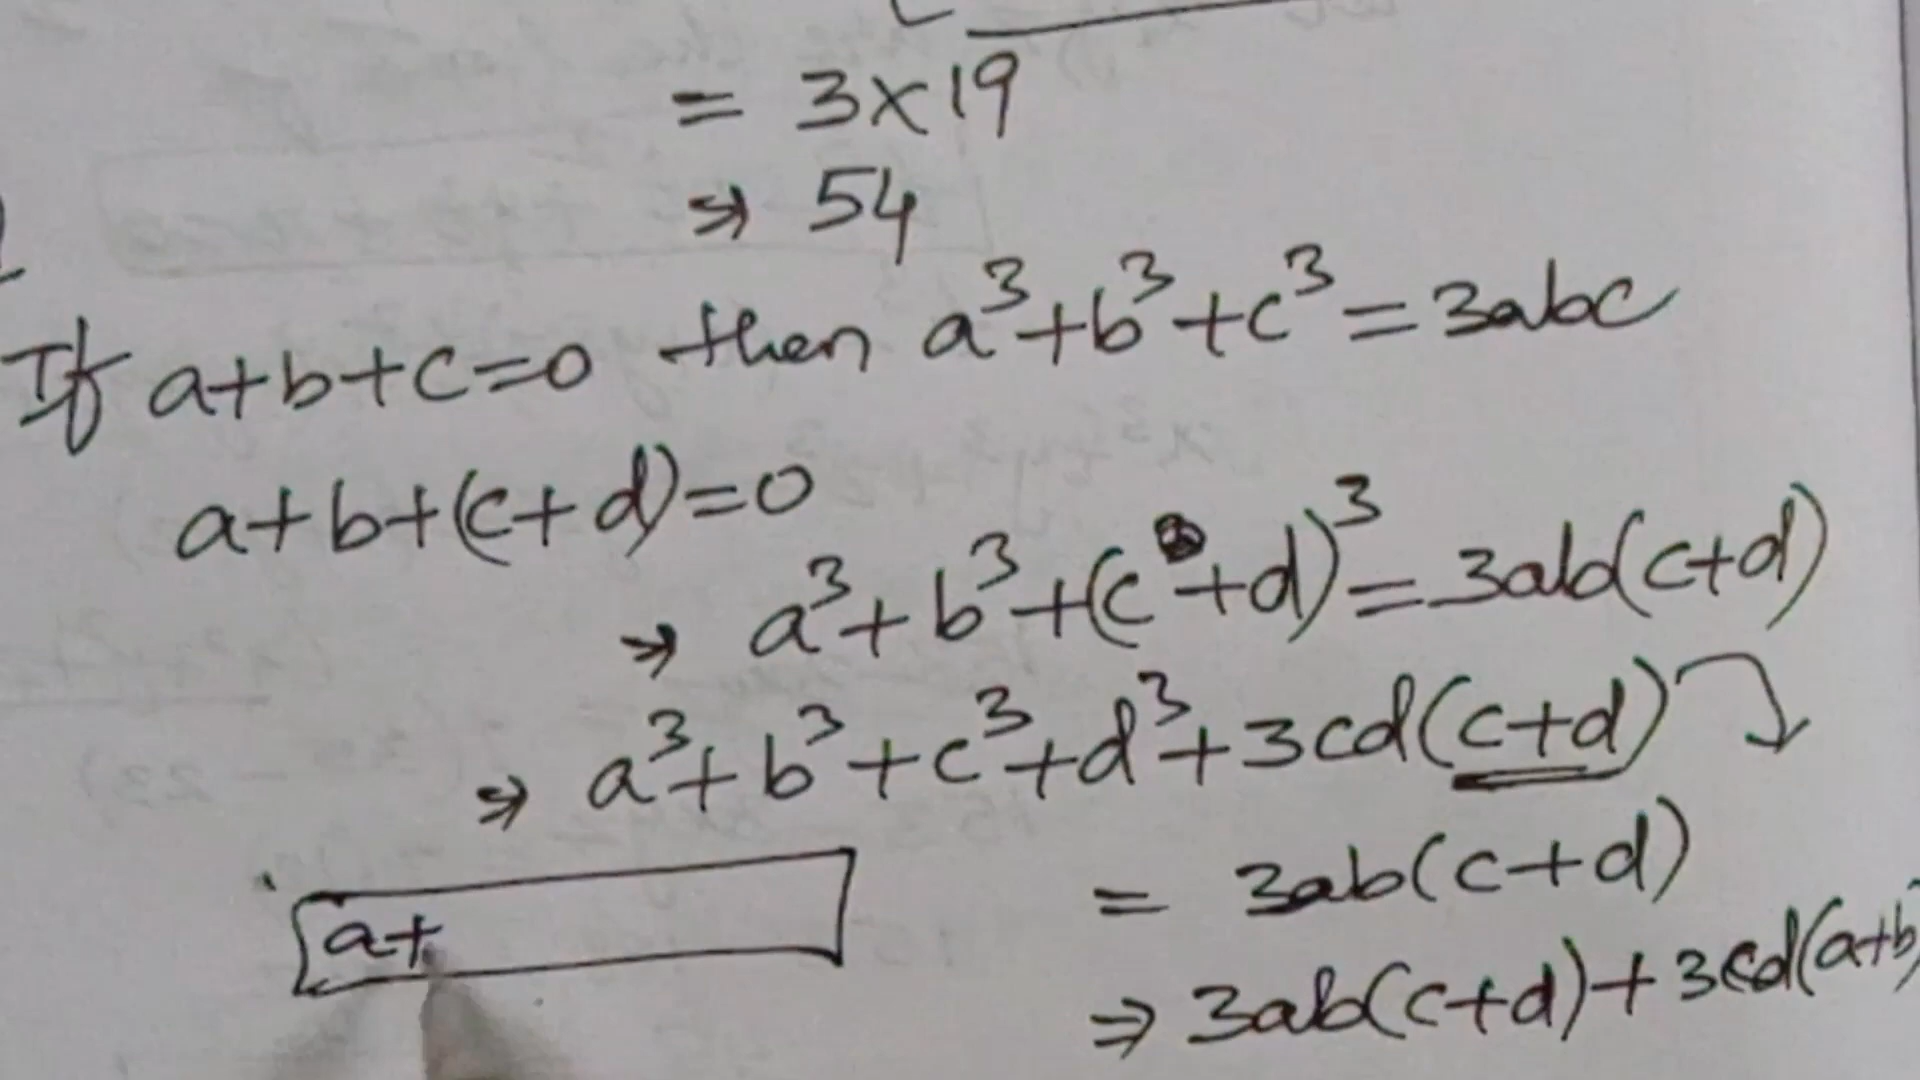 = 3×19
⇒ 54
If a+b+c=0 then a³+b³+c³=3abc
a+b+(c+d)=0
⇒ a³+b³+(c+d)³=3ab(c+d)
⇒ a³+b³+c³+d³+3cd(c+d)
= 3ab(c+d)
a+
⇒ 3ab(c+d)+3cd(a+b)